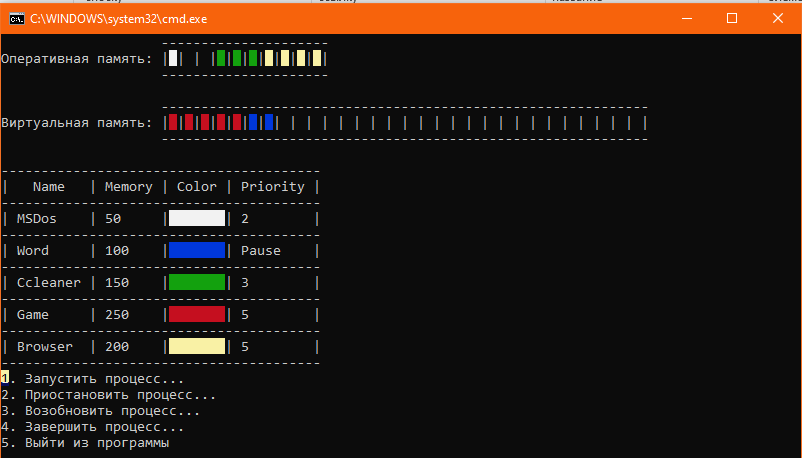 C:\WINDOWS\system32\cmd.exe
Оперативная память:
Виртуальная память:
| Name | Memory | Color | Priority |
| MSDos | 50 | | 2 |
| Word | 100 | | Pause |
| Ccleaner | 150 | | 3 |
| Game | 250 | | 5 |
| Browser | 200 | | 5 |
1. Запустить процесс...
2. Приостановить процесс...
3. Возобновить процесс...
4. Завершить процесс...
5. Выйти из программы